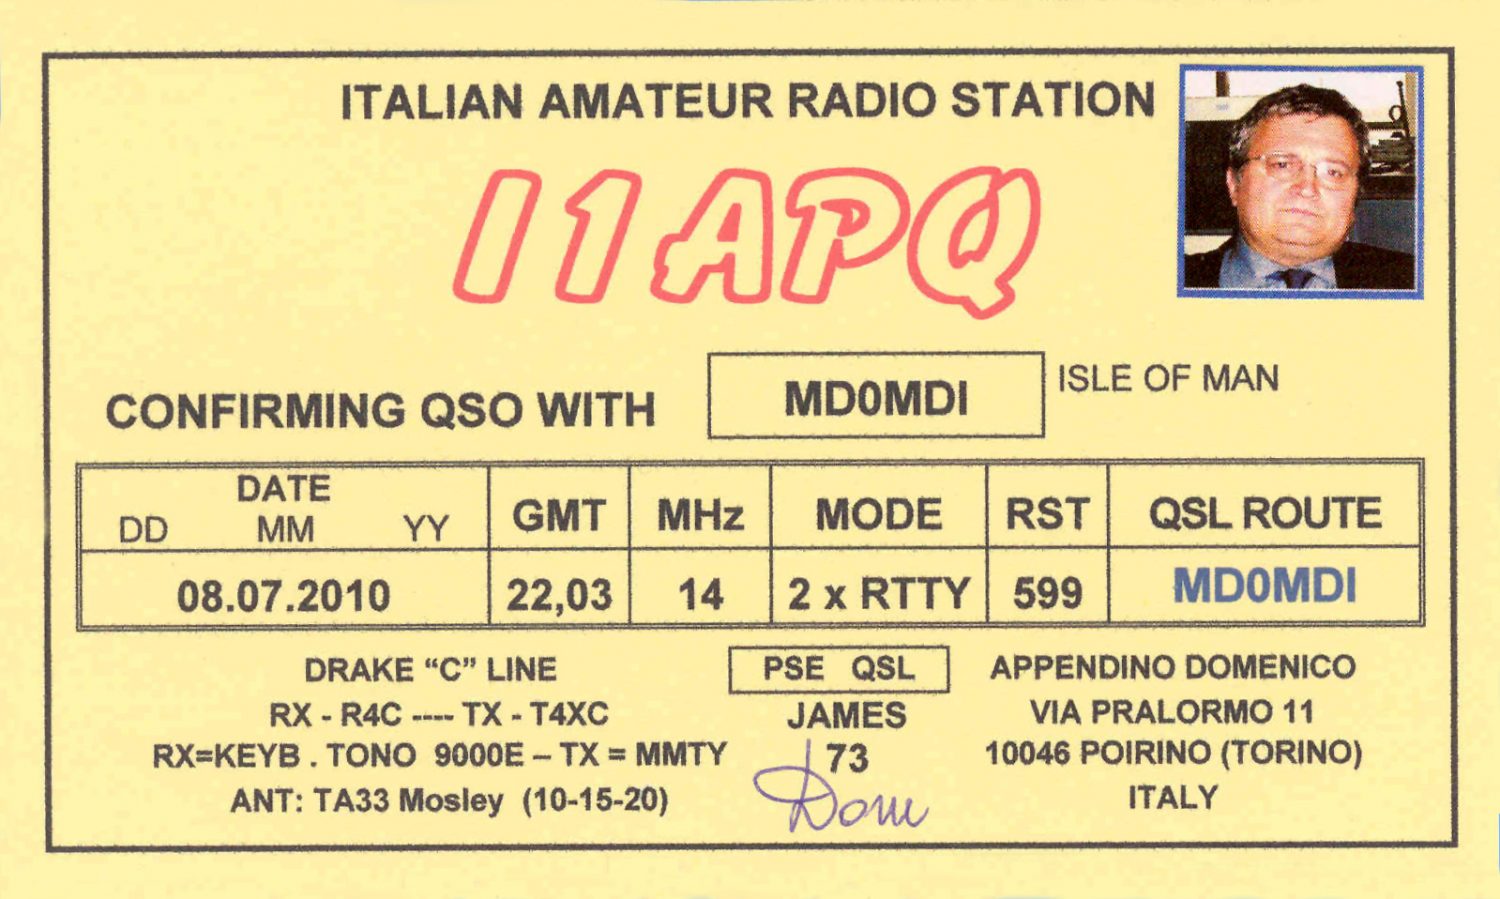 ITALIAN AMATEUR RADIO STATION
I1APQ
CONFIRMING QSO WITH
MD0MDI
ISLE OF MAN
DATE
DD MM YY
GMT
MHz
MODE
RST
QSL ROUTE
08.07.2010
22,03
14
2 x RTTY
599
MD0MDI
DRAKE “C” LINE
RX - R4C ---- TX - T4XC
RX=KEYB . TONO 9000E – TX = MMTY
ANT: TA33 Mosley (10-15-20)
PSE QSL
JAMES
73
Dom
APPENDINO DOMENICO
VIA PRALORMO 11
10046 POIRINO (TORINO)
ITALY